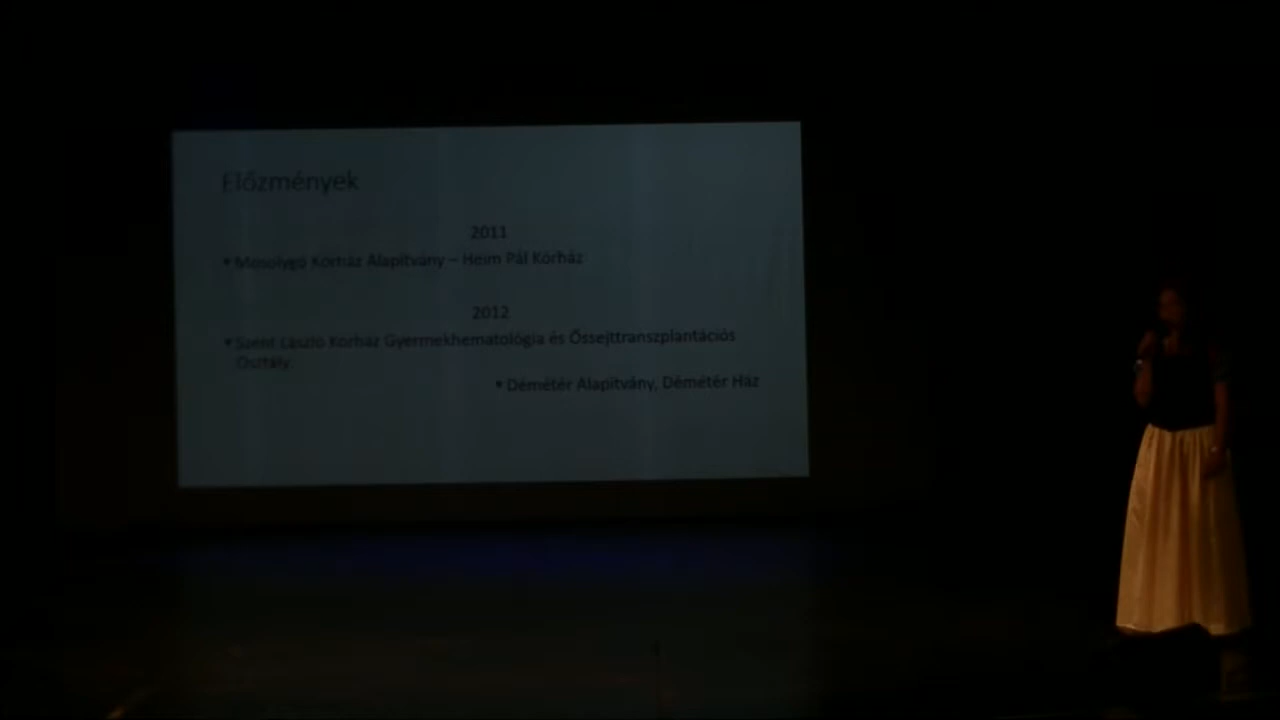 Előzmények
2011
• Mosolygó Kórház Alapítvány – Heim Pál Kórház
2012
• Szent László Kórház Gyermekhematológia és Őssejttranszplantációs
Osztály
• Démétér Alapítvány, Démétér Ház